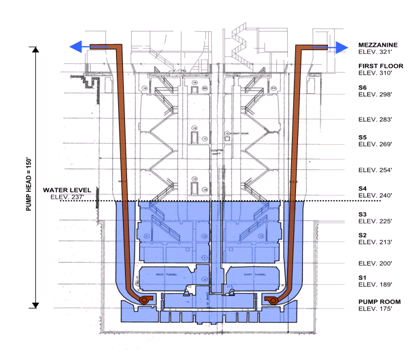 MEZZANINE
ELEV. 321'
FIRST FLOOR
ELEV. 310'
S6
ELEV. 298'
ELEV. 283'
S5
ELEV. 269'
ELEV. 254'
S4
ELEV. 240'
WATER LEVEL
ELEV. 237'
PUMP HEAD = 150'
S3
ELEV. 225'
S2
ELEV. 213'
ELEV. 200'
S1
ELEV. 189'
PUMP ROOM
ELEV. 175'